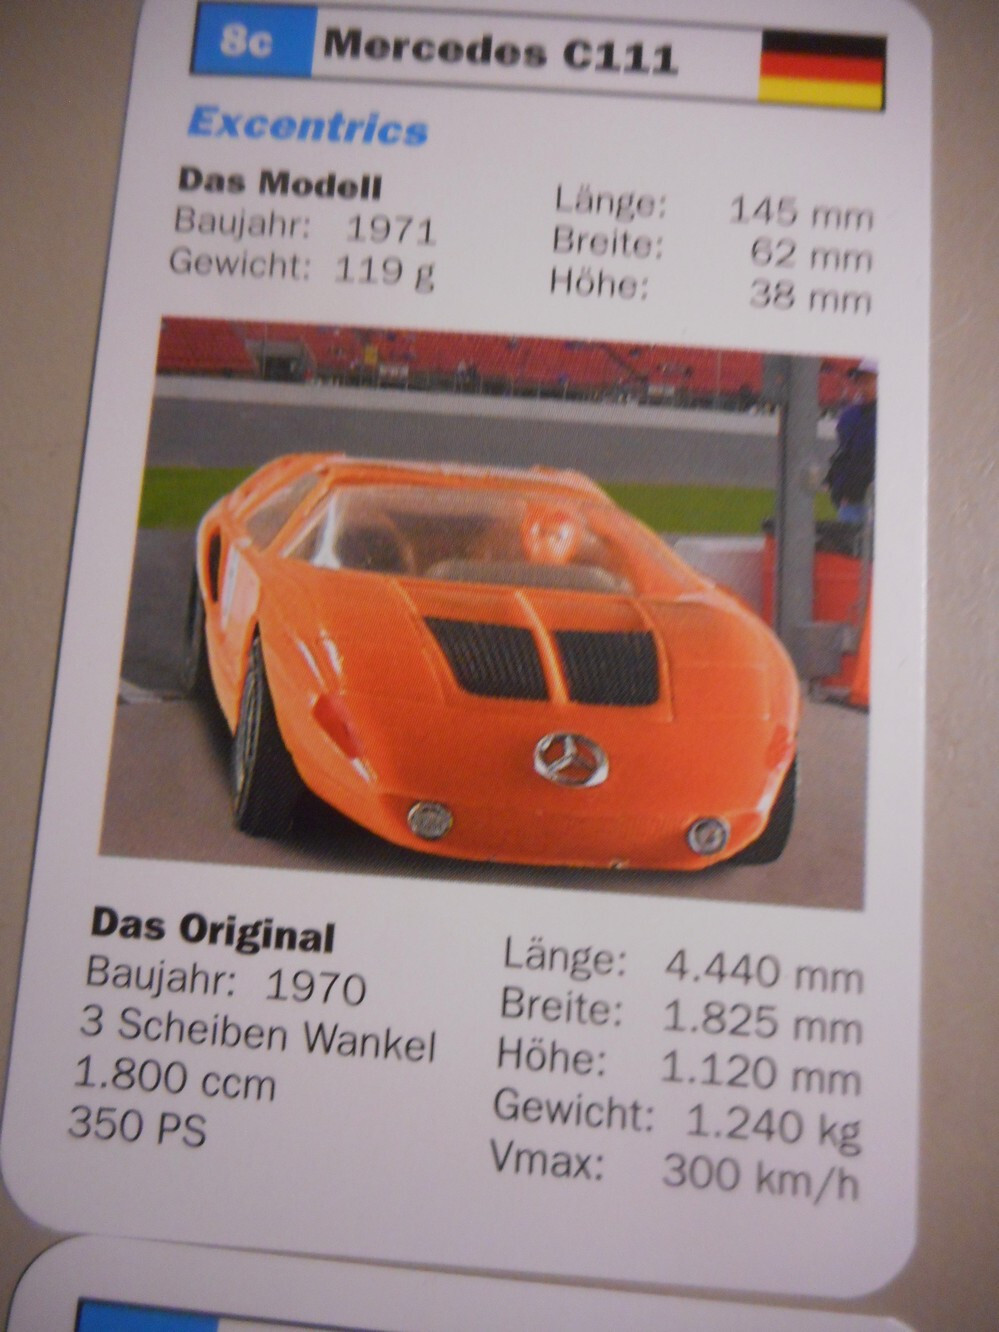 8c Mercedes C111
Excentrics
Das Modell
Baujahr: 1971
Gewicht: 119 g
Länge: 145 mm
Breite: 62 mm
Höhe: 38 mm
Das Original
Baujahr: 1970
3 Scheiben Wankel
1.800 ccm
350 PS
Länge: 4.440 mm
Breite: 1.825 mm
Höhe: 1.120 mm
Gewicht: 1.240 kg
Vmax: 300 km/h